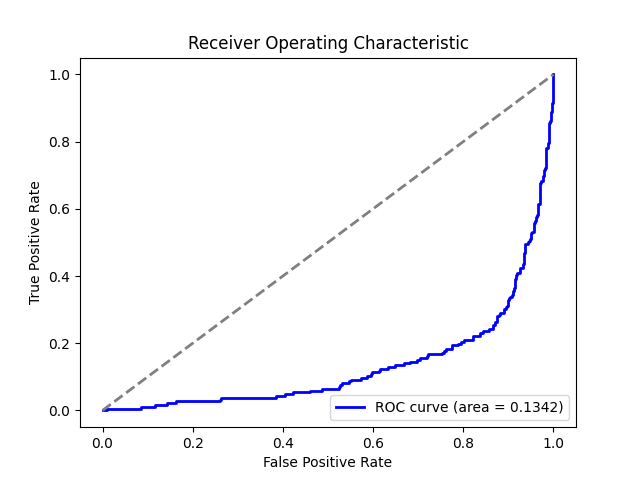 Receiver Operating Characteristic
True Positive Rate
1.0
0.8
0.6
0.4
0.2
0.0
ROC curve (area = 0.1342)
0.0 0.2 0.4 0.6 0.8 1.0
False Positive Rate